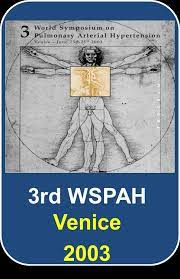 3 World Symposium on
Pulmonary Arterial Hypertension
3rd WSPAH
Venice
2003